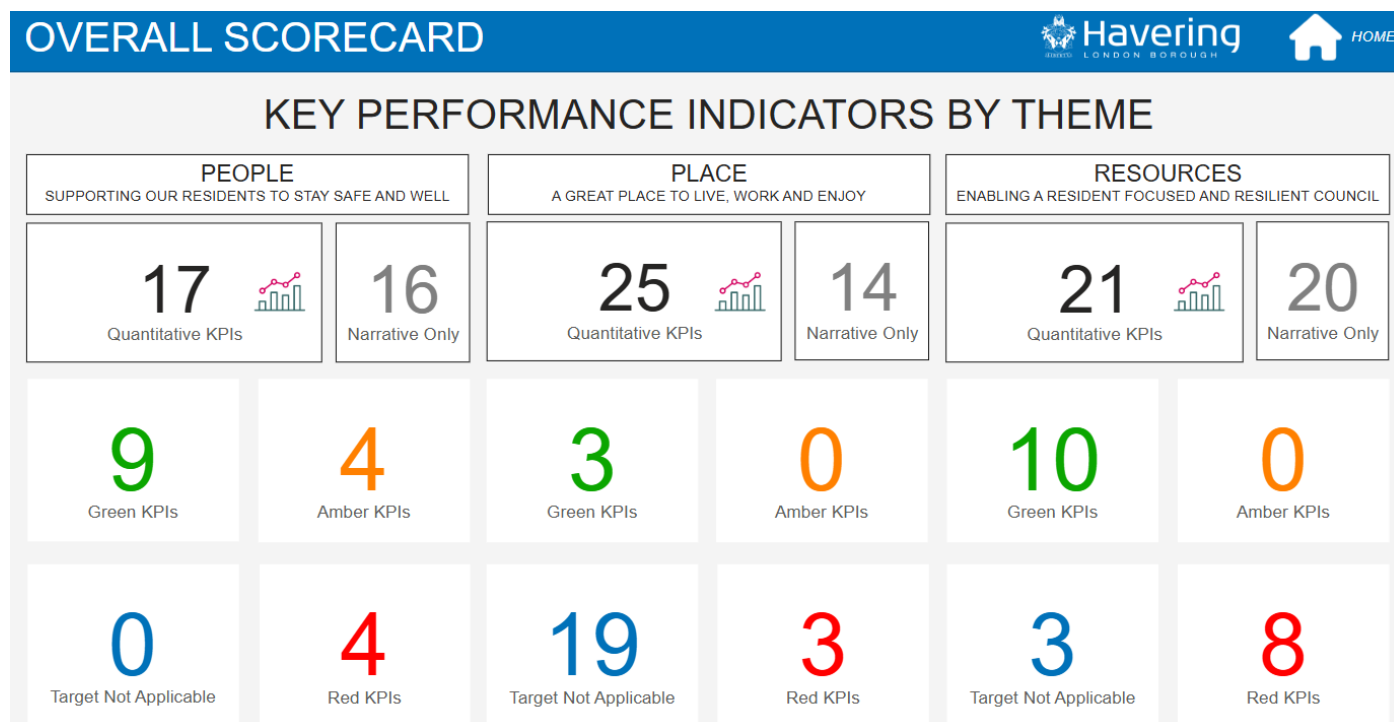 OVERALL SCORECARD
Havering
LONDON BOROUGH
HOME
KEY PERFORMANCE INDICATORS BY THEME
PEOPLE
SUPPORTING OUR RESIDENTS TO STAY SAFE AND WELL
PLACE
A GREAT PLACE TO LIVE, WORK AND ENJOY
RESOURCES
ENABLING A RESIDENT FOCUSED AND RESILIENT COUNCIL
17
Quantitative KPIs
16
Narrative Only
25
Quantitative KPIs
14
Narrative Only
21
Quantitative KPIs
20
Narrative Only
9
Green KPIs
4
Amber KPIs
3
Green KPIs
0
Amber KPIs
10
Green KPIs
0
Amber KPIs
0
Target Not Applicable
4
Red KPIs
19
Target Not Applicable
3
Red KPIs
3
Target Not Applicable
8
Red KPIs